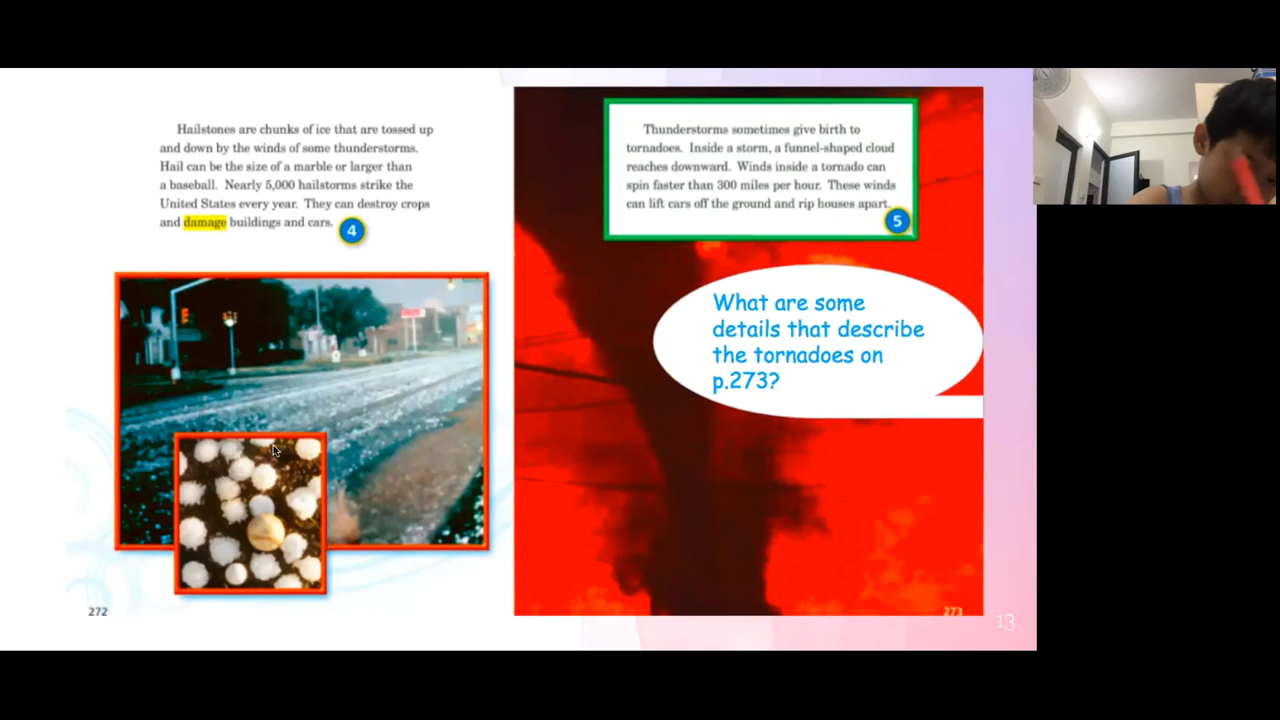 Hailstones are chunks of ice that are tossed up
and down by the winds of some thunderstorms.
Hail can be the size of a marble or larger than
a baseball. Nearly 5,000 hailstorms strike the
United States every year. They can destroy crops
and damage buildings and cars.
4
272
Thunderstorms sometimes give birth to
tornadoes. Inside a storm, a funnel-shaped cloud
reaches downward. Winds inside a tornado can
spin faster than 300 miles per hour. These winds
can lift cars off the ground and rip houses apart.
5
What are some
details that describe
the tornadoes on
p.273?
273
13